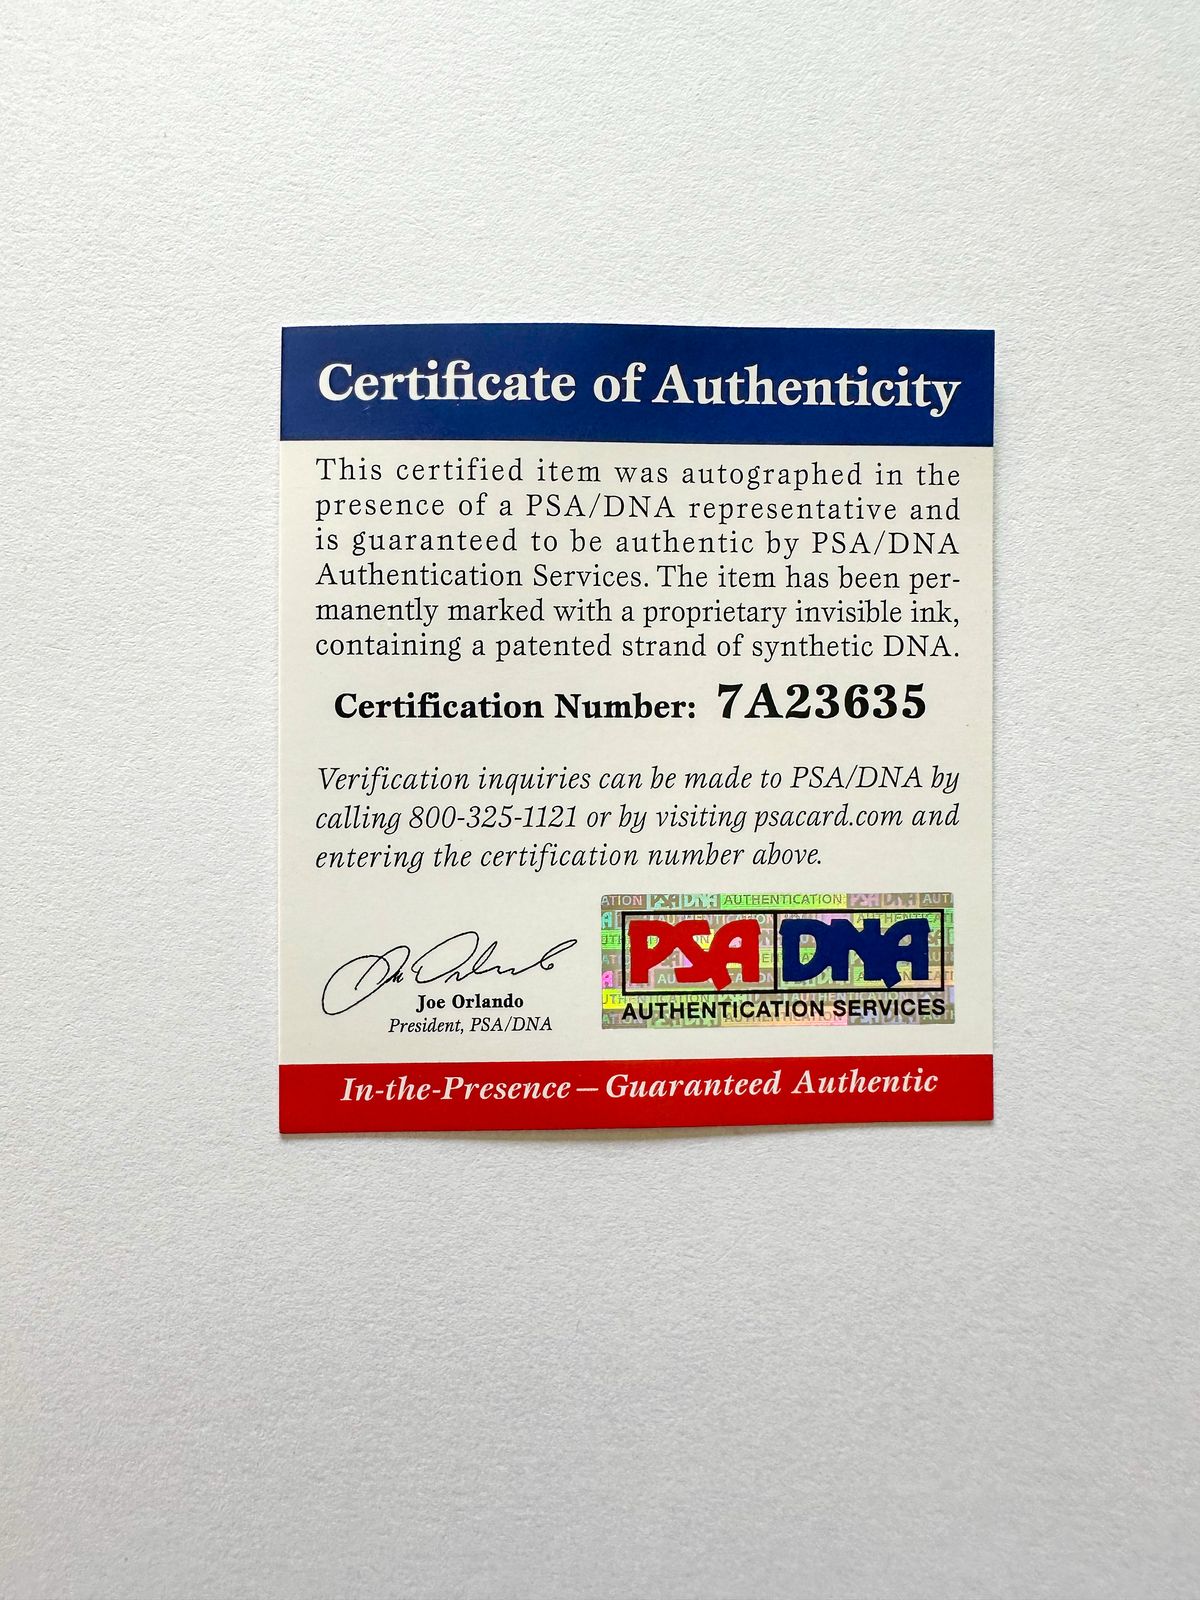 Certificate of Authenticity
This certified item was autographed in the
presence of a PSA/DNA representative and
is guaranteed to be authentic by PSA/DNA
Authentication Services. The item has been per-
manently marked with a proprietary invisible ink,
containing a patented strand of synthetic DNA.
Certification Number: 7A23635
Verification inquiries can be made to PSA/DNA by
calling 800-325-1121 or by visiting psacard.com and
entering the certification number above.
Joe Orlando
President, PSA/DNA
PSA DNA
AUTHENTICATION SERVICES
In-the-Presence – Guaranteed Authentic